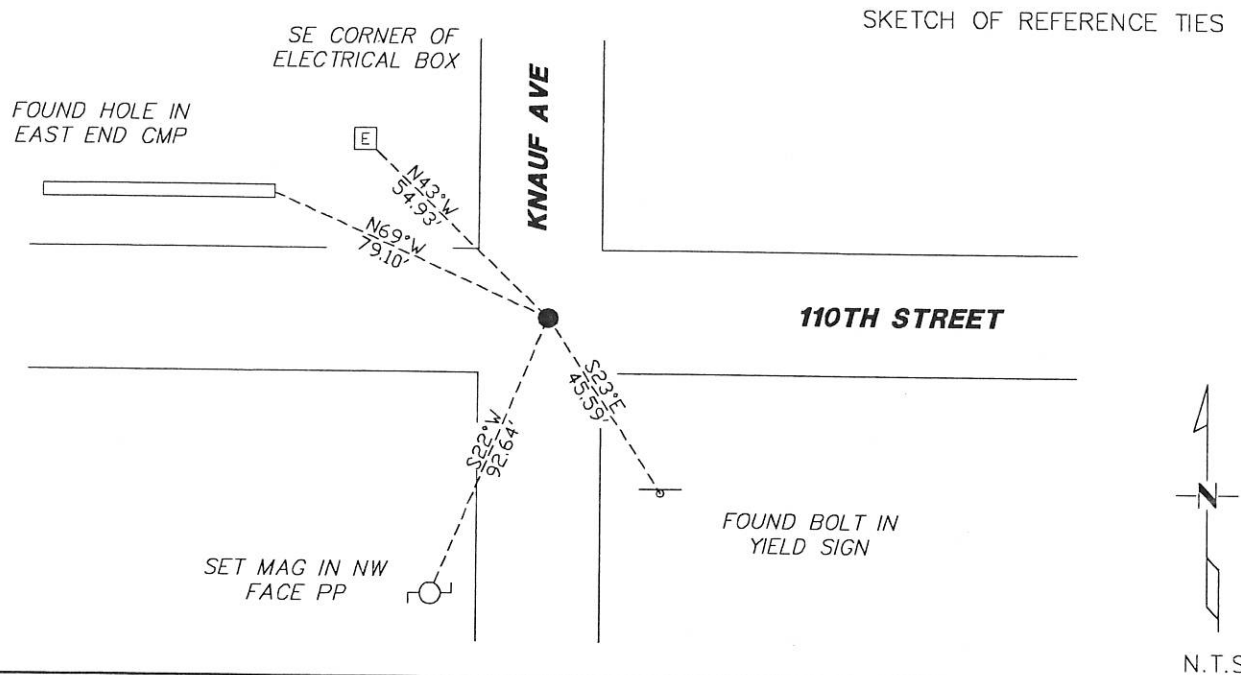 SKETCH OF REFERENCE TIES
SE CORNER OF
ELECTRICAL BOX
FOUND HOLE IN
EAST END CMP
E
KNAUF AVE
N43°W
54.93'
N69°W
79.10'
110TH STREET
S23°E
45.59'
S22°W
92.64'
FOUND BOLT IN
YIELD SIGN
SET MAG IN NW
FACE PP
N
N.T.S